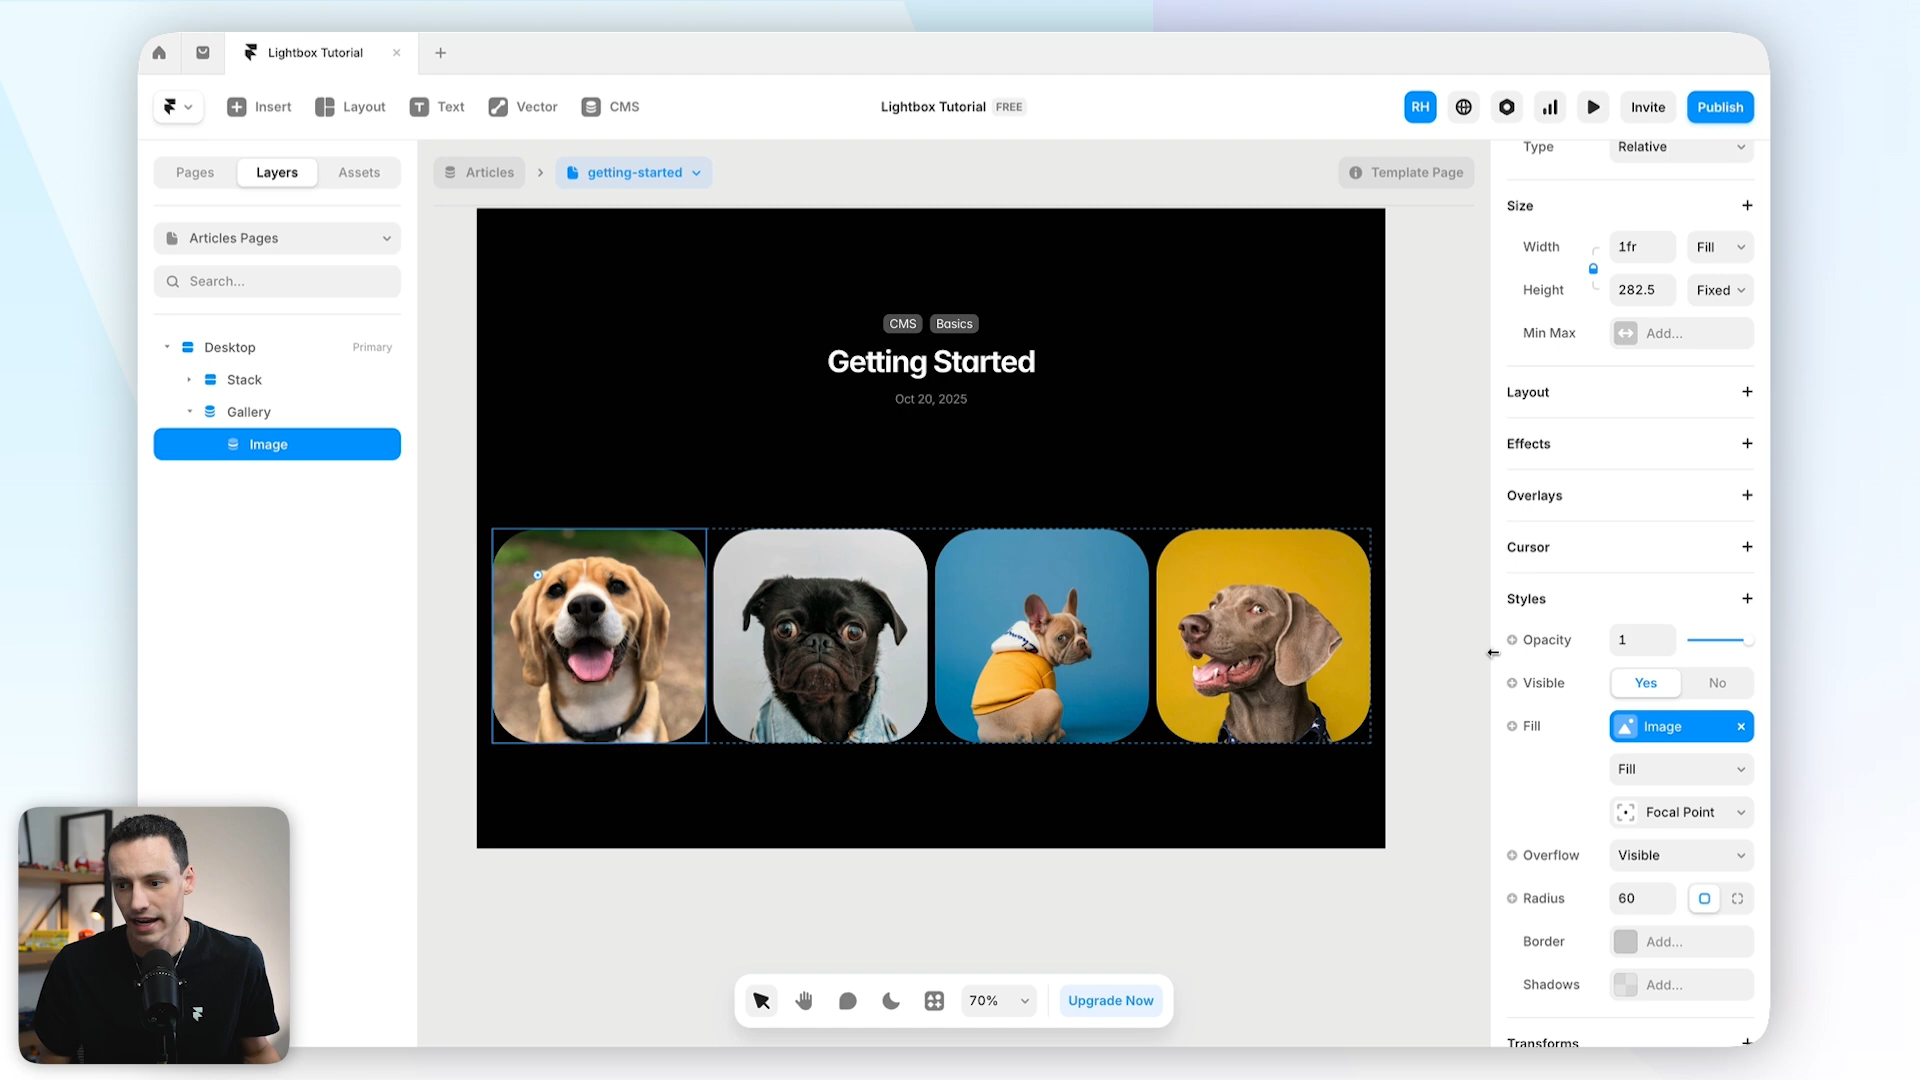 Lightbox Tutorial
Insert
Layout
Text
Vector
CMS
Lightbox Tutorial FREE
RH
Invite
Publish
Pages
Layers
Assets
Articles Pages
Search...
Desktop
Primary
Stack
Gallery
Image
Articles
getting-started
Template Page
CMS
Basics
Getting Started
Oct 20, 2025
70%
Upgrade Now
Type
Relative
Size
Width
1fr
Fill
Height
282.5
Fixed
Min Max
Add...
Layout
Effects
Overlays
Cursor
Styles
Opacity
1
Visible
Yes
No
Fill
Image
Fill
Focal Point
Overflow
Visible
Radius
60
Border
Add...
Shadows
Add...
Transforms